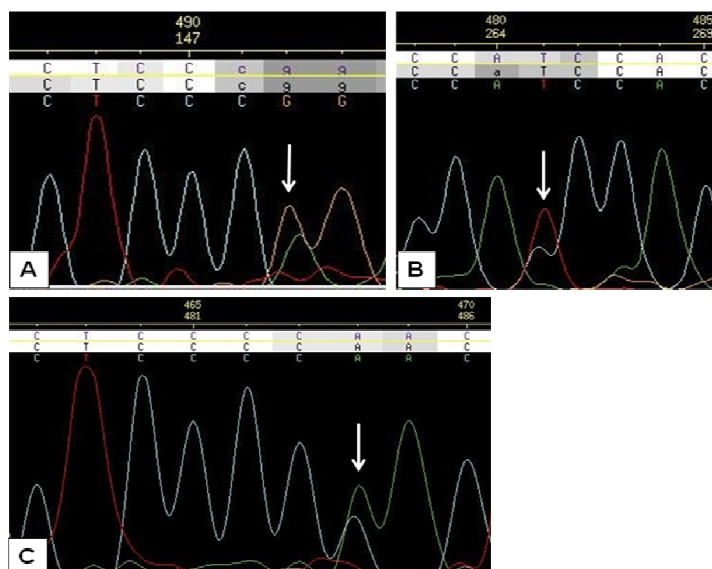 490
147
C T C C c a a
C T C C c g g
C T C C C G G
A
480 485
264 269
C C A T C C A C
C C a T C C A C
C C A T C C A C
B
465 470
481 486
C T C C C C A A C
C T C C C C A A C
C T C C C C A A C
C